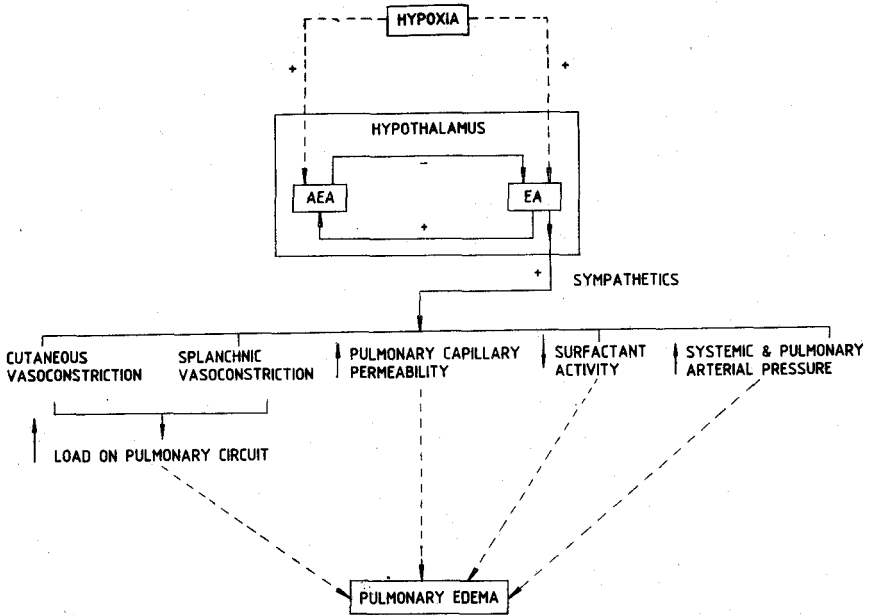 HYPOXIA
+
+
HYPOTHALAMUS
−
AEA
EA
+
+
SYMPATHETICS
CUTANEOUS
VASOCONSTRICTION
SPLANCHNIC
VASOCONSTRICTION
PULMONARY CAPILLARY
PERMEABILITY
SURFACTANT
ACTIVITY
SYSTEMIC & PULMONARY
ARTERIAL PRESSURE
LOAD ON PULMONARY CIRCUIT
PULMONARY EDEMA